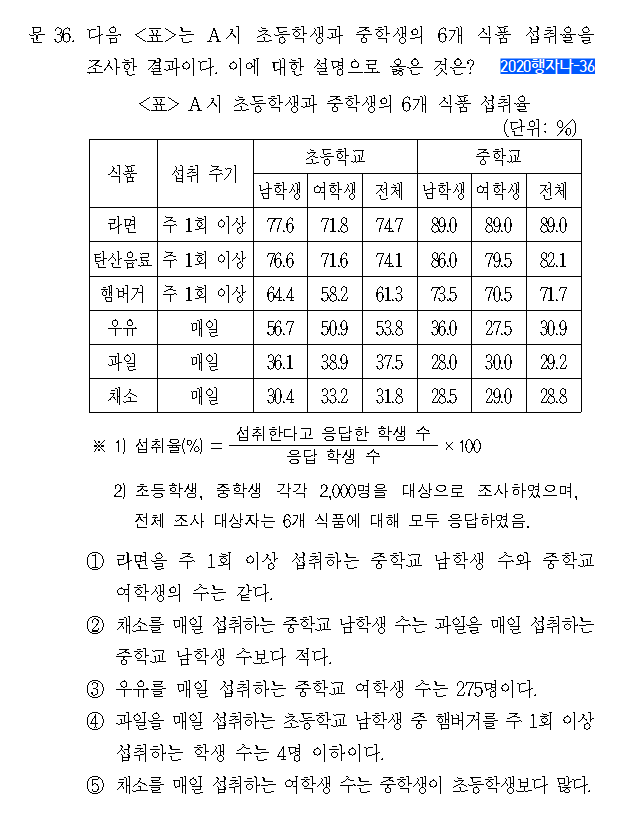 문 36. 다음 <표>는 A시 초등학생과 중학생의 6개 식품 섭취율을
조사한 결과이다. 이에 대한 설명으로 옳은 것은? 2020행자나-36
<표> A시 초등학생과 중학생의 6개 식품 섭취율
(단위: %)
식품 섭취 주기 초등학교 중학교
남학생 여학생 전체 남학생 여학생 전체
라면 주 1회 이상 77.6 71.8 74.7 89.0 89.0 89.0
탄산음료 주 1회 이상 76.6 71.6 74.1 86.0 79.5 82.1
햄버거 주 1회 이상 64.4 58.2 61.3 73.5 70.5 71.7
우유 매일 56.7 50.9 53.8 36.0 27.5 30.9
과일 매일 36.1 38.9 37.5 28.0 30.0 29.2
채소 매일 30.4 33.2 31.8 28.5 29.0 28.8
※ 1) 섭취율(%) = 섭취한다고 응답한 학생 수 / 응답 학생 수 × 100
2) 초등학생, 중학생 각각 2,000명을 대상으로 조사하였으며,
전체 조사 대상자는 6개 식품에 대해 모두 응답하였음.
① 라면을 주 1회 이상 섭취하는 중학교 남학생 수와 중학교
여학생의 수는 같다.
② 채소를 매일 섭취하는 중학교 남학생 수는 과일을 매일 섭취하는
중학교 남학생 수보다 적다.
③ 우유를 매일 섭취하는 중학교 여학생 수는 275명이다.
④ 과일을 매일 섭취하는 초등학교 남학생 중 햄버거를 주 1회 이상
섭취하는 학생 수는 4명 이하이다.
⑤ 채소를 매일 섭취하는 여학생 수는 중학생이 초등학생보다 많다.